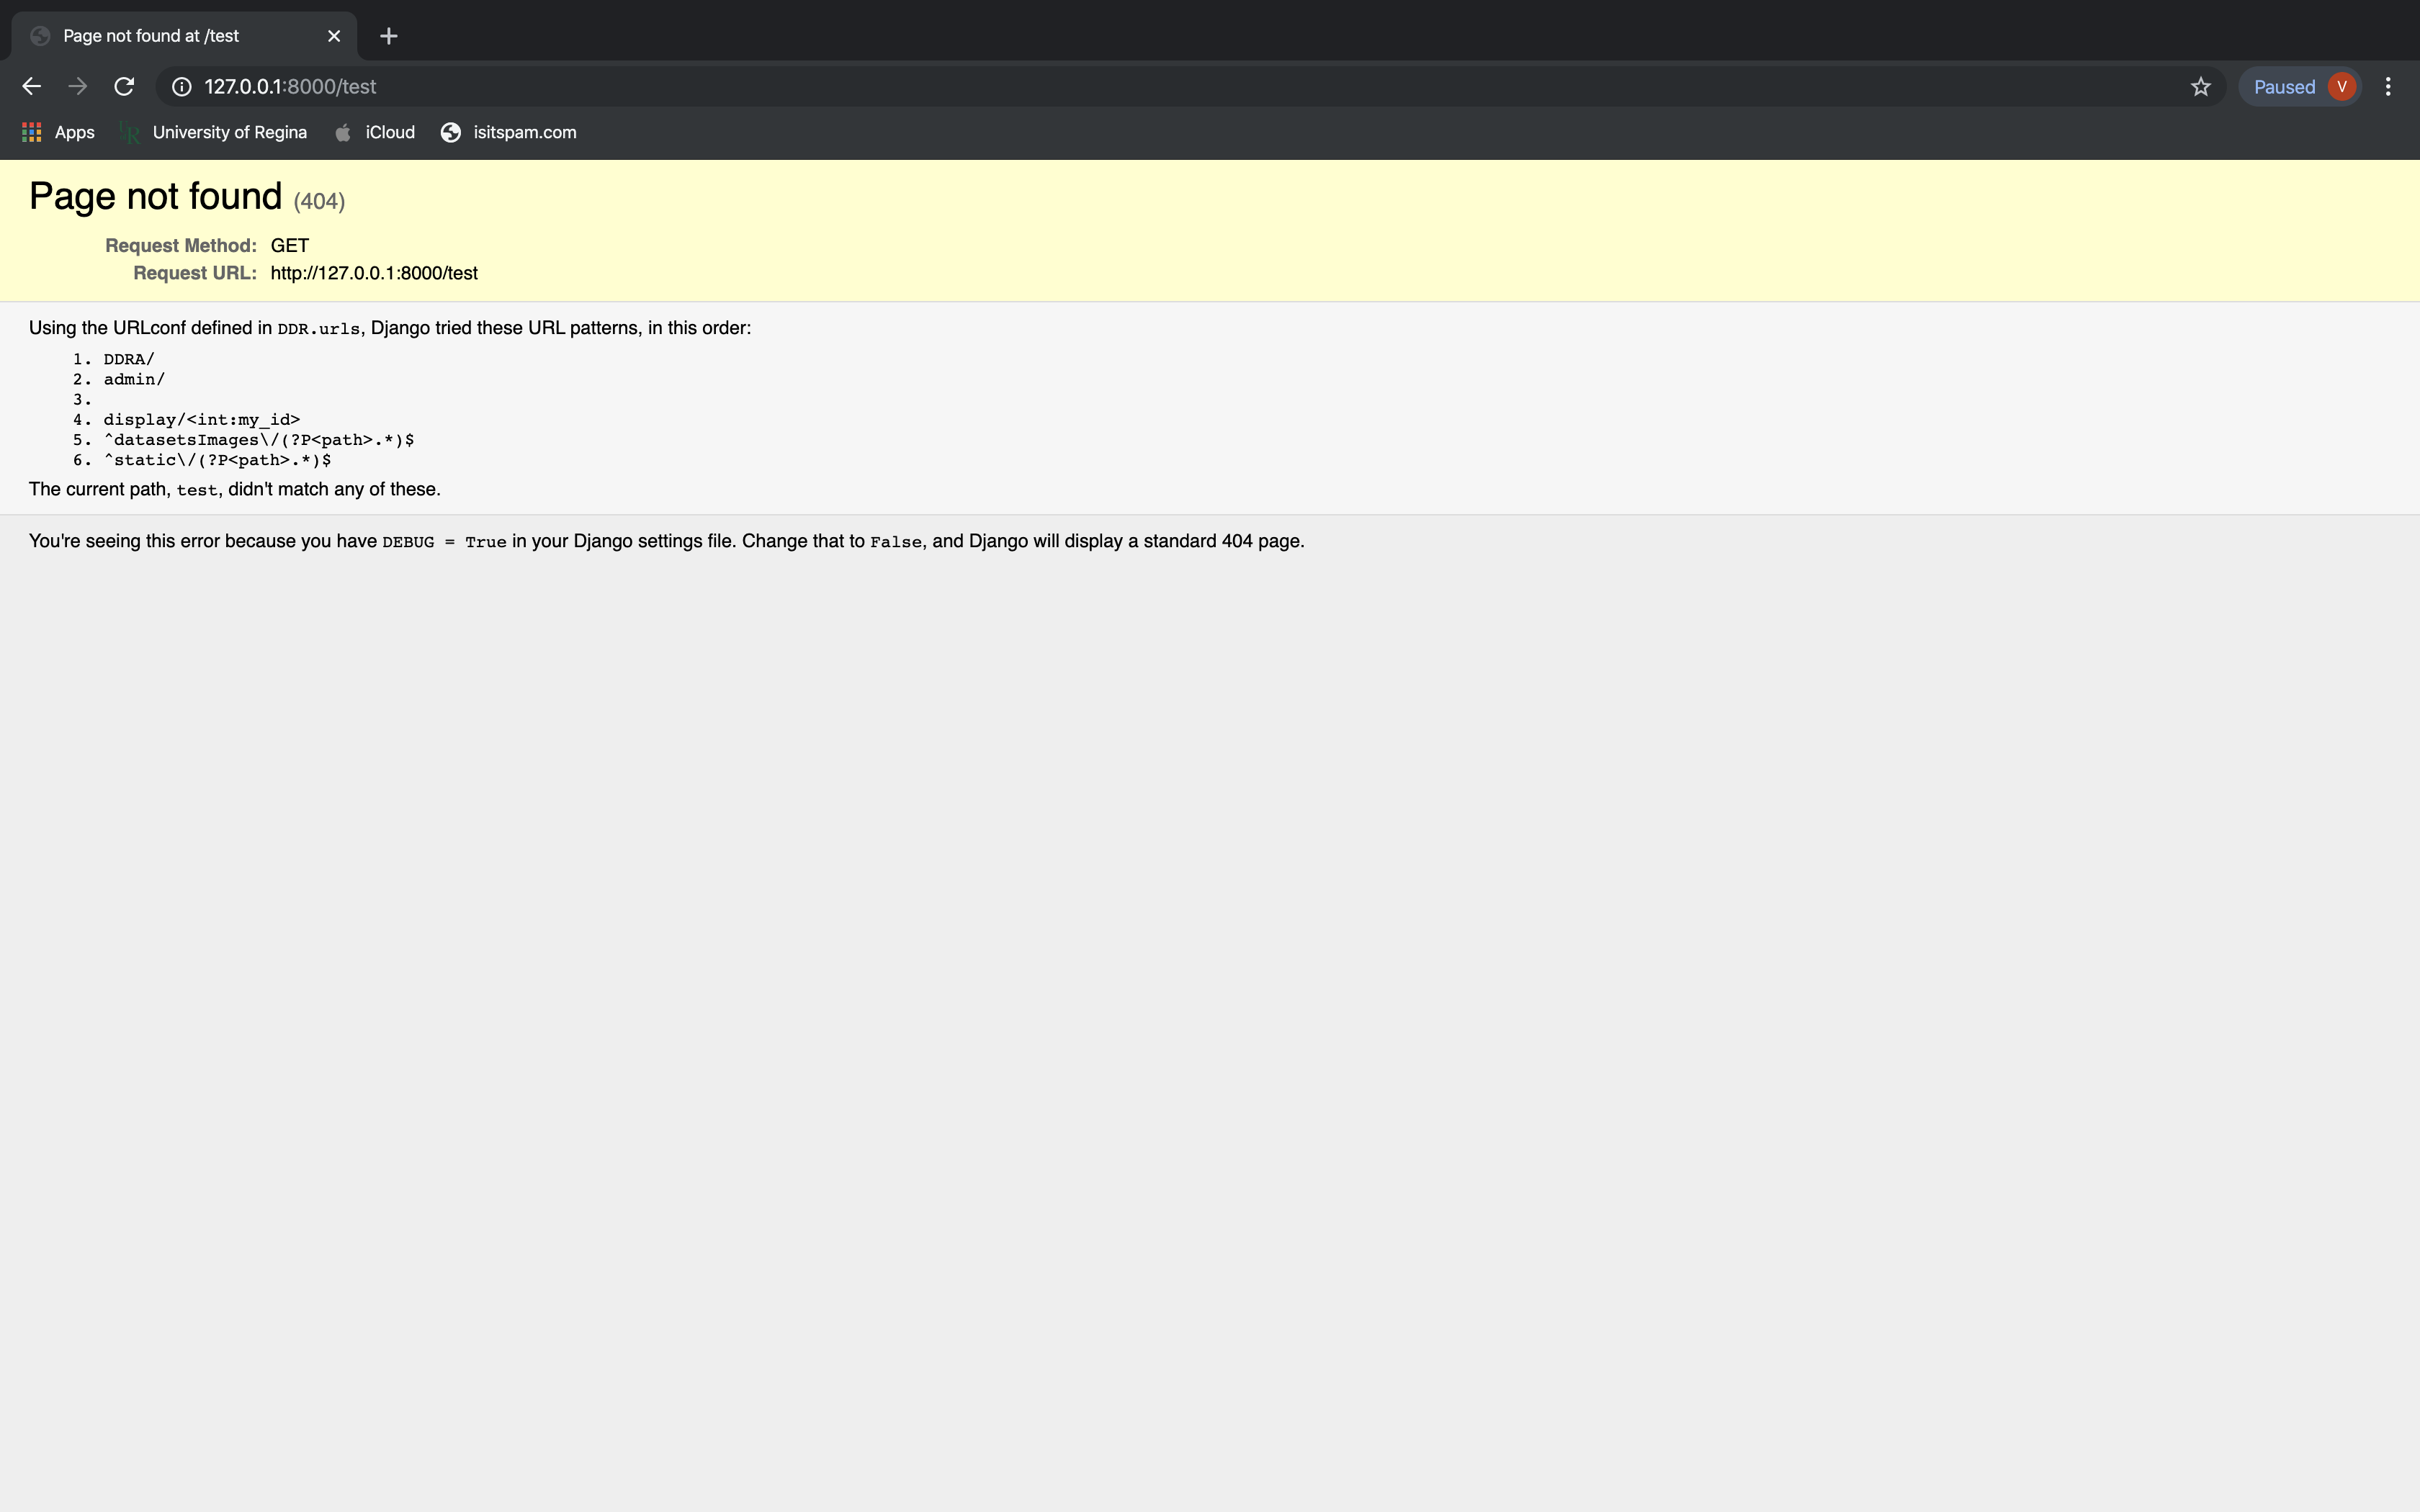 Page not found at /test
127.0.0.1:8000/test
Paused V
Apps University of Regina iCloud isitspam.com
Page not found (404)
Request Method: GET
Request URL: http://127.0.0.1:8000/test
Using the URLconf defined in DDR.urls, Django tried these URL patterns, in this order:
1. DDRA/
2. admin/
3.
4. display/<int:my_id>
5. ^datasetsImages\/(?P<path>.*)$
6. ^static\/(?P<path>.*)$
The current path, test, didn't match any of these.
You're seeing this error because you have DEBUG = True in your Django settings file. Change that to False, and Django will display a standard 404 page.